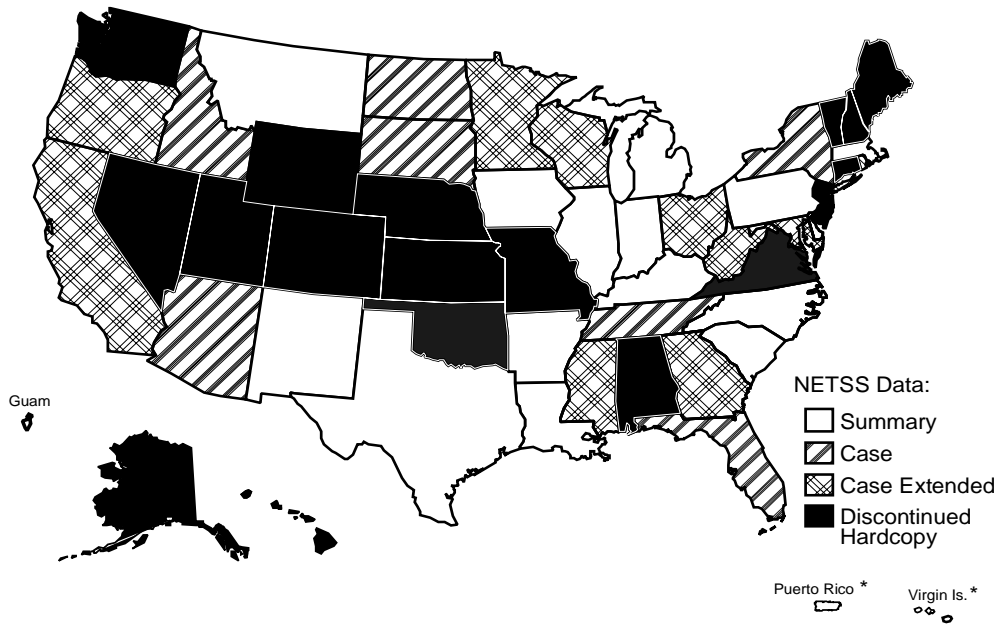 Guam
NETSS Data:
Summary
Case
Case Extended
Discontinued
Hardcopy
Puerto Rico *
Virgin Is.*